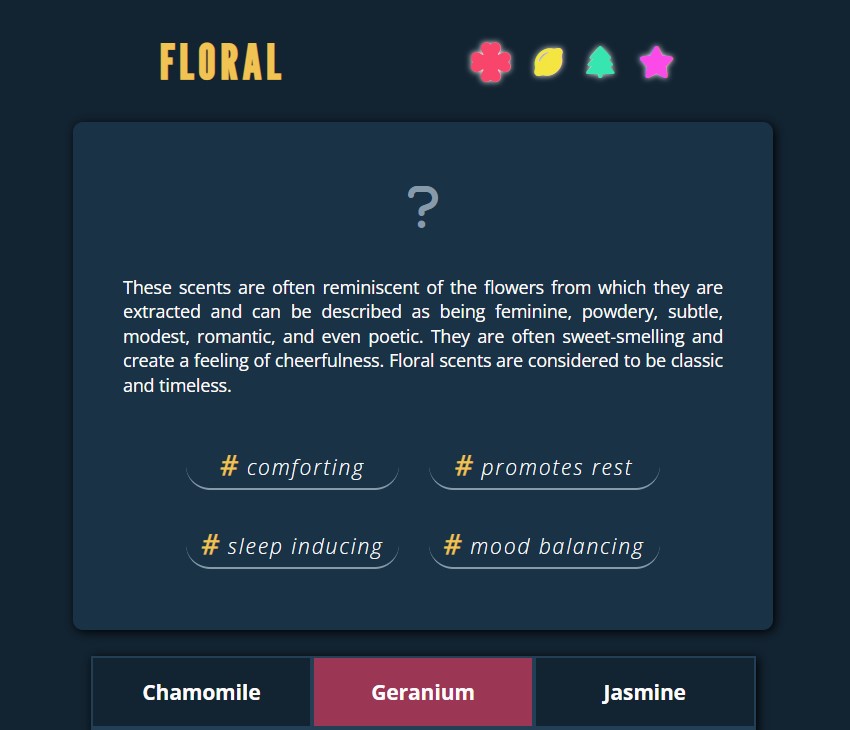 FLORAL
?
These scents are often reminiscent of the flowers from which they are
extracted and can be described as being feminine, powdery, subtle,
modest, romantic, and even poetic. They are often sweet-smelling and
create a feeling of cheerfulness. Floral scents are considered to be classic
and timeless.
# comforting
# promotes rest
# sleep inducing
# mood balancing
Chamomile
Geranium
Jasmine